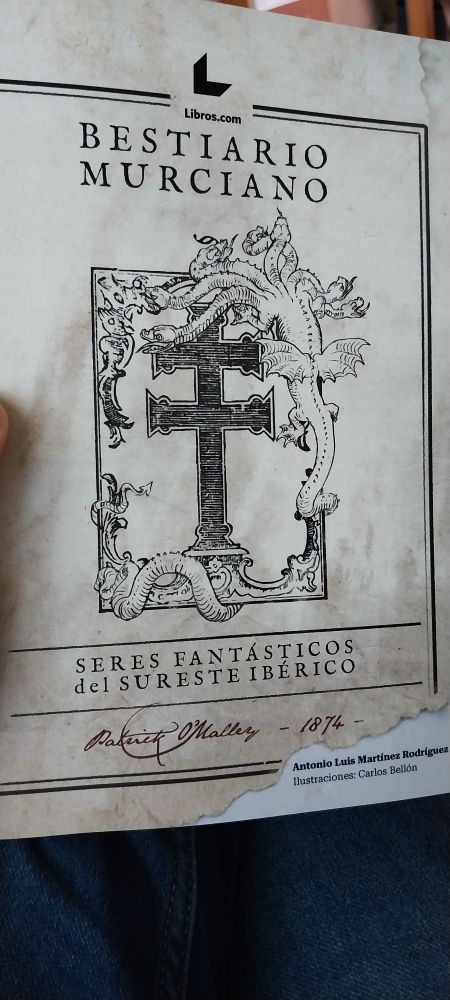 Libros.com
BESTIARIO
MURCIANO
SERES FANTÁSTICOS
del SURESTE IBÉRICO
Patrick O'Malley - 1874 -
Antonio Luis Martínez Rodríguez
Ilustraciones: Carlos Bellón